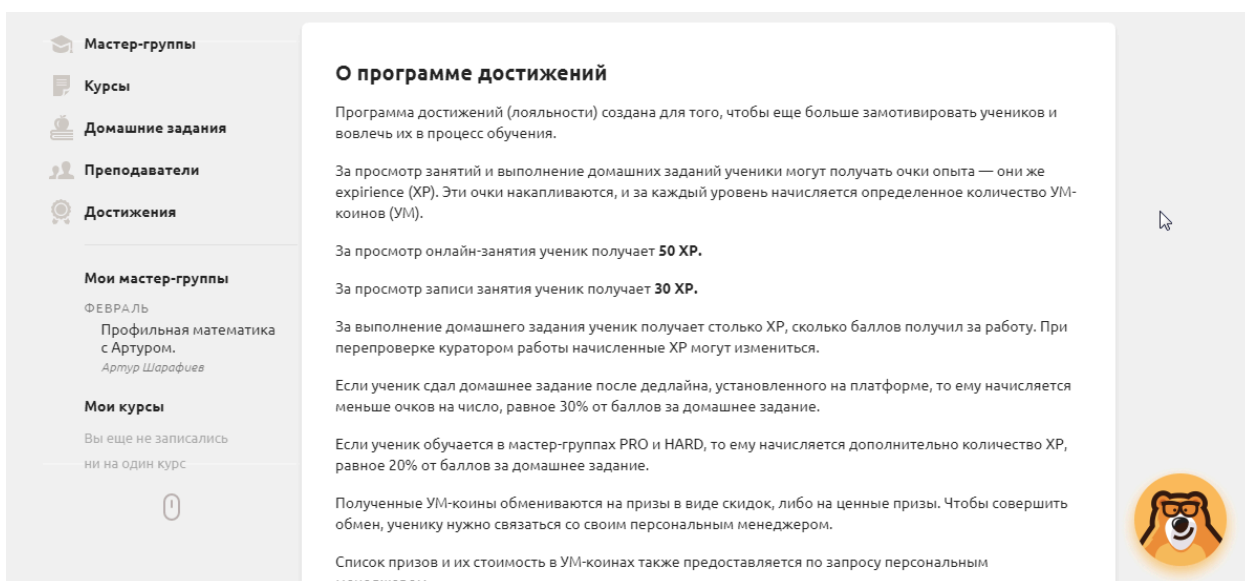 Мастер-группы
Курсы
Домашние задания
Преподаватели
Достижения
Мои мастер-группы
ФЕВРАЛЬ
Профильная математика
с Артуром.
Артур Шарафиев
Мои курсы
Вы еще не записались
ни на один курс
О программе достижений
Программа достижений (лояльности) создана для того, чтобы еще больше замотивировать учеников и
вовлечь их в процесс обучения.
За просмотр занятий и выполнение домашних заданий ученики могут получать очки опыта — они же
expirience (XP). Эти очки накапливаются, и за каждый уровень начисляется определенное количество УМ-
коинов (УМ).
За просмотр онлайн-занятия ученик получает 50 XP.
За просмотр записи занятия ученик получает 30 XP.
За выполнение домашнего задания ученик получает столько XP, сколько баллов получил за работу. При
перепроверке куратором работы начисленные XP могут измениться.
Если ученик сдал домашнее задание после дедлайна, установленного на платформе, то ему начисляется
меньше очков на число, равное 30% от баллов за домашнее задание.
Если ученик обучается в мастер-группах PRO и HARD, то ему начисляется дополнительно количество XP,
равное 20% от баллов за домашнее задание.
Полученные УМ-коины обмениваются на призы в виде скидок, либо на ценные призы. Чтобы совершить
обмен, ученику нужно связаться со своим персональным менеджером.
Список призов и их стоимость в УМ-коинах также предоставляется по запросу персональным